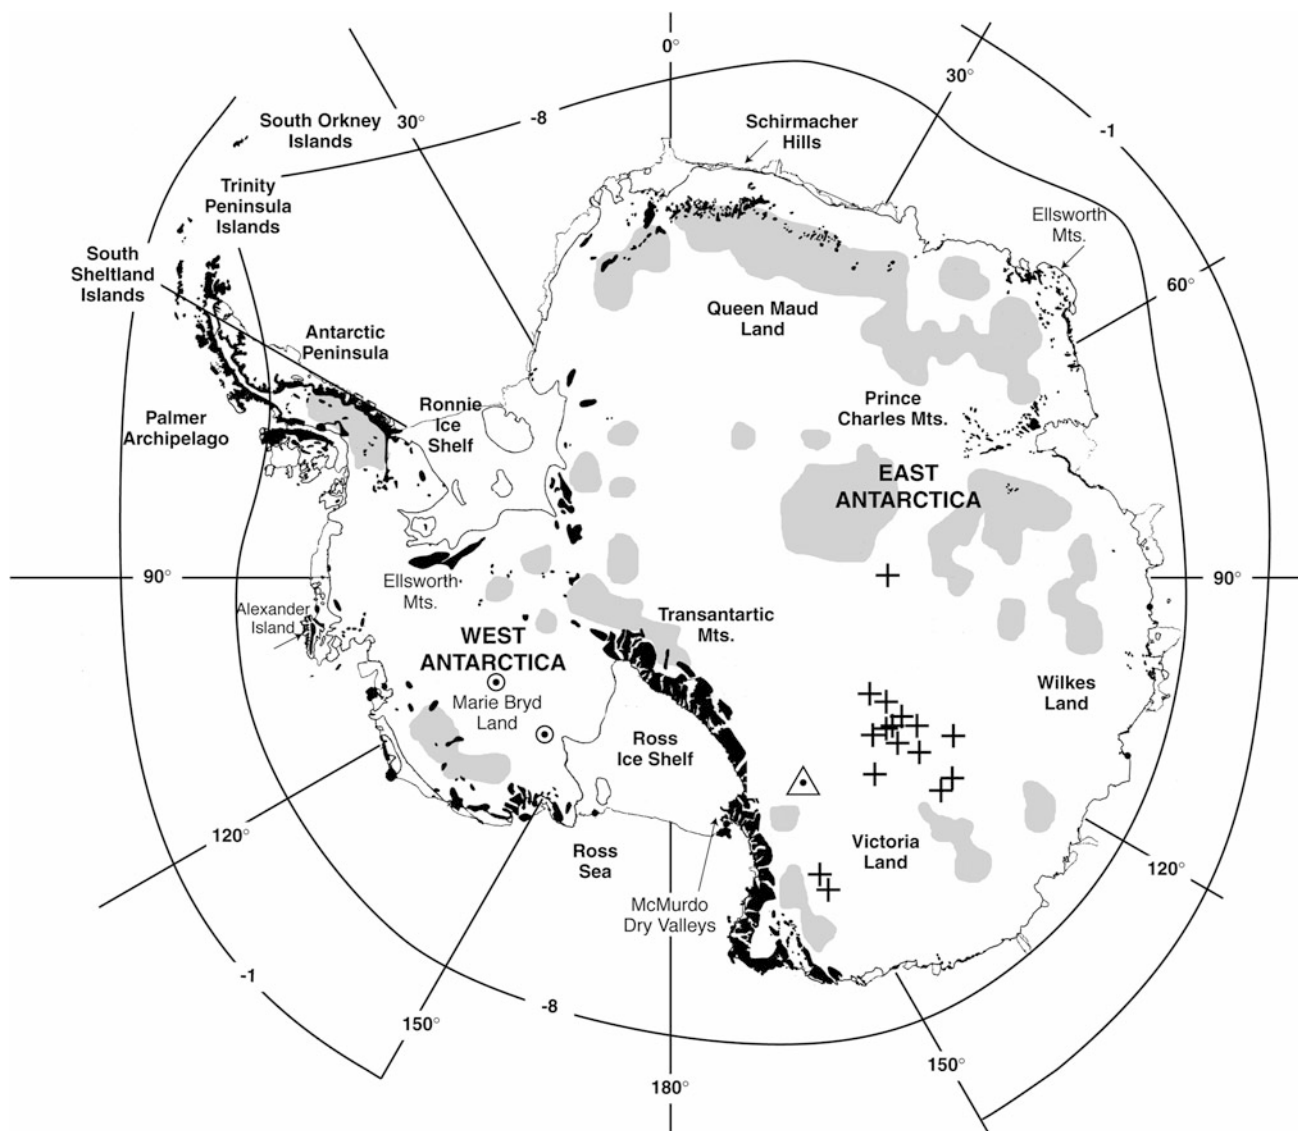 0°
30°
-1
-8
30°
South Orkney
Islands
Schirmacher
Hills
Trinity
Peninsula
Islands
Ellsworth
Mts.
South
Sheltland
Islands
60°
Queen Maud
Land
Antarctic
Peninsula
Palmer
Archipelago
Ronnie
Ice
Shelf
Prince
Charles Mts.
EAST
ANTARCTICA
90°
90°
Ellsworth
Mts.
Alexander
Island
WEST
ANTARCTICA
Transantartic
Mts.
Marie Bryd
Land
Wilkes
Land
Ross
Ice Shelf
120°
Ross
Sea
Victoria
Land
120°
McMurdo
Dry Valleys
-1
-8
150°
150°
180°